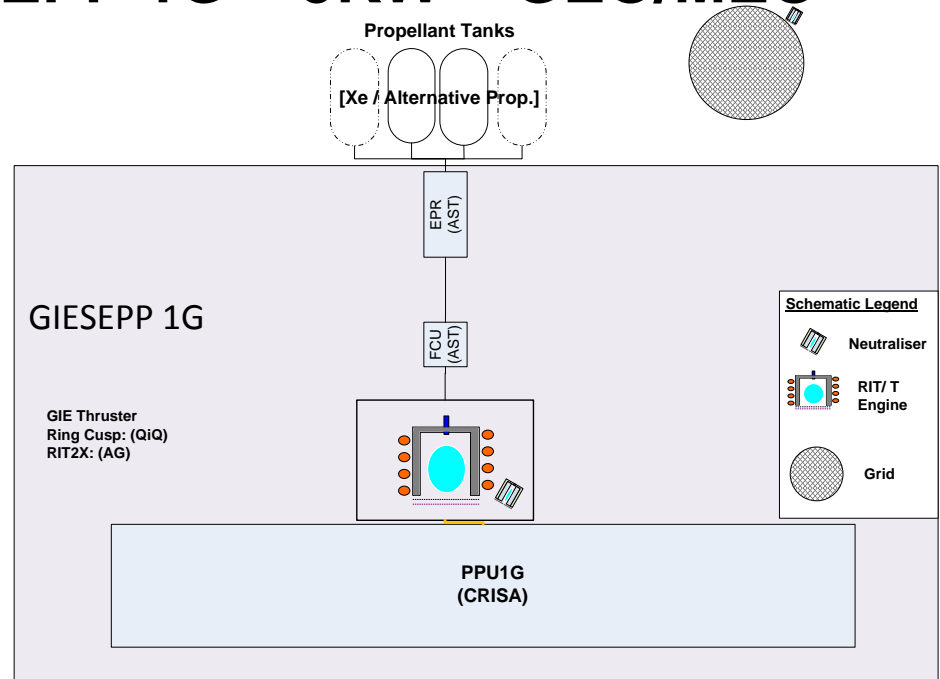 Propellant Tanks
[Xe / Alternative Prop.]
EPR
(AST)
GIESEPP 1G
FCU
(AST)
Schematic Legend
Neutraliser
RIT/ T
Engine
Grid
GIE Thruster
Ring Cusp: (QiQ)
RIT2X: (AG)
PPU1G
(CRISA)